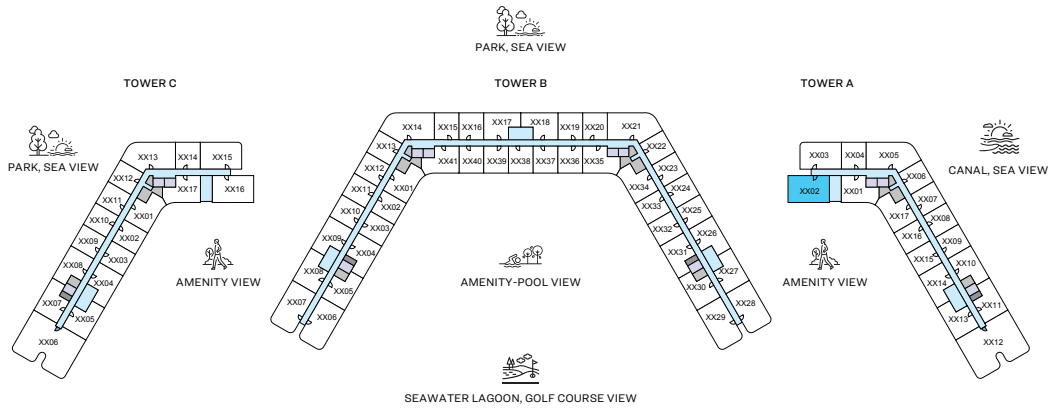 PARK, SEA VIEW
TOWER C
TOWER B
TOWER A
PARK, SEA VIEW
CANAL, SEA VIEW
XX13
XX14
XX15
XX12
XX17
XX16
XX11
XX01
XX10
XX02
XX09
XX03
XX08
XX04
XX07
XX05
XX06
XX14
XX15
XX16
XX17
XX18
XX19
XX20
XX21
XX13
XX41
XX40
XX39
XX38
XX37
XX36
XX35
XX22
XX12
XX01
XX34
XX23
XX11
XX02
XX33
XX24
XX10
XX03
XX32
XX25
XX09
XX04
XX31
XX26
XX08
XX05
XX30
XX27
XX07
XX06
XX29
XX28
XX03
XX04
XX05
XX02
XX01
XX06
XX17
XX07
XX16
XX08
XX15
XX09
XX14
XX10
XX13
XX11
XX12
AMENITY VIEW
AMENITY-POOL VIEW
AMENITY VIEW
SEAWATER LAGOON, GOLF COURSE VIEW